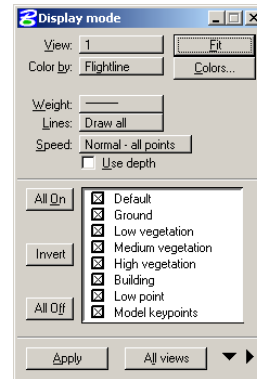 Display mode
View: 1 Fit
Color by: Flightline Colors...
Weight:
Lines: Draw all
Speed: Normal - all points
Use depth
All On
Default
Ground
Low vegetation
Medium vegetation
Invert
High vegetation
Building
Low point
All Off
Model keypoints
Apply All views